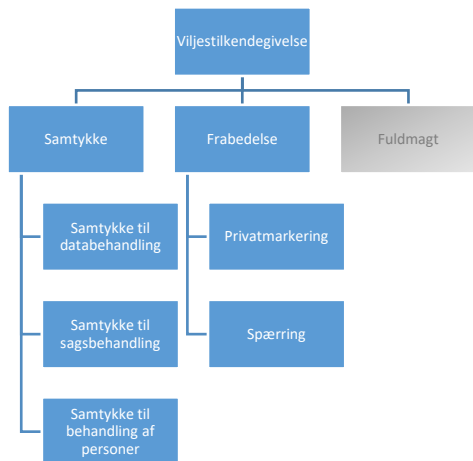 Viljestilkendegivelse
Samtykke
Frabedelse
Fuldmagt
Samtykke til
databehandling
Samtykke til
sagsbehandling
Samtykke til
behandling af
personer
Privatmarkering
Spærring